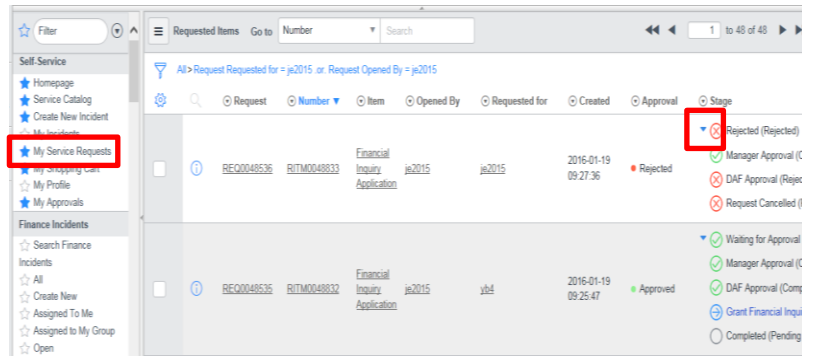 Filter
Requested Items Go to Number Search 1 to 48 of 48
Self-Service
Homepage
Service Catalog
Create New Incident
My Incidents
My Service Requests
My Shopping Cart
My Profile
My Approvals
Finance Incidents
Search Finance
Incidents
All
Create New
Assigned To Me
Assigned to My Group
Open
All>Request Requested for = je2015 .or. Request Opened By = je2015
Request Number Item Opened By Requested for Created Approval Stage
REQ0048536 RITM0048833 Financial
Inquiry
Application
je2015 je2015 2016-01-19
09:27:36
Rejected
Rejected (Rejected)
Manager Approval (C
DAF Approval (Rejec
Request Cancelled (
REQ0048535 RITM0048832 Financial
Inquiry
Application
je2015 yb4 2016-01-19
09:25:47
Approved
Waiting for Approval
Manager Approval (C
DAF Approval (Comp
Grant Financial Inqui
Completed (Pending